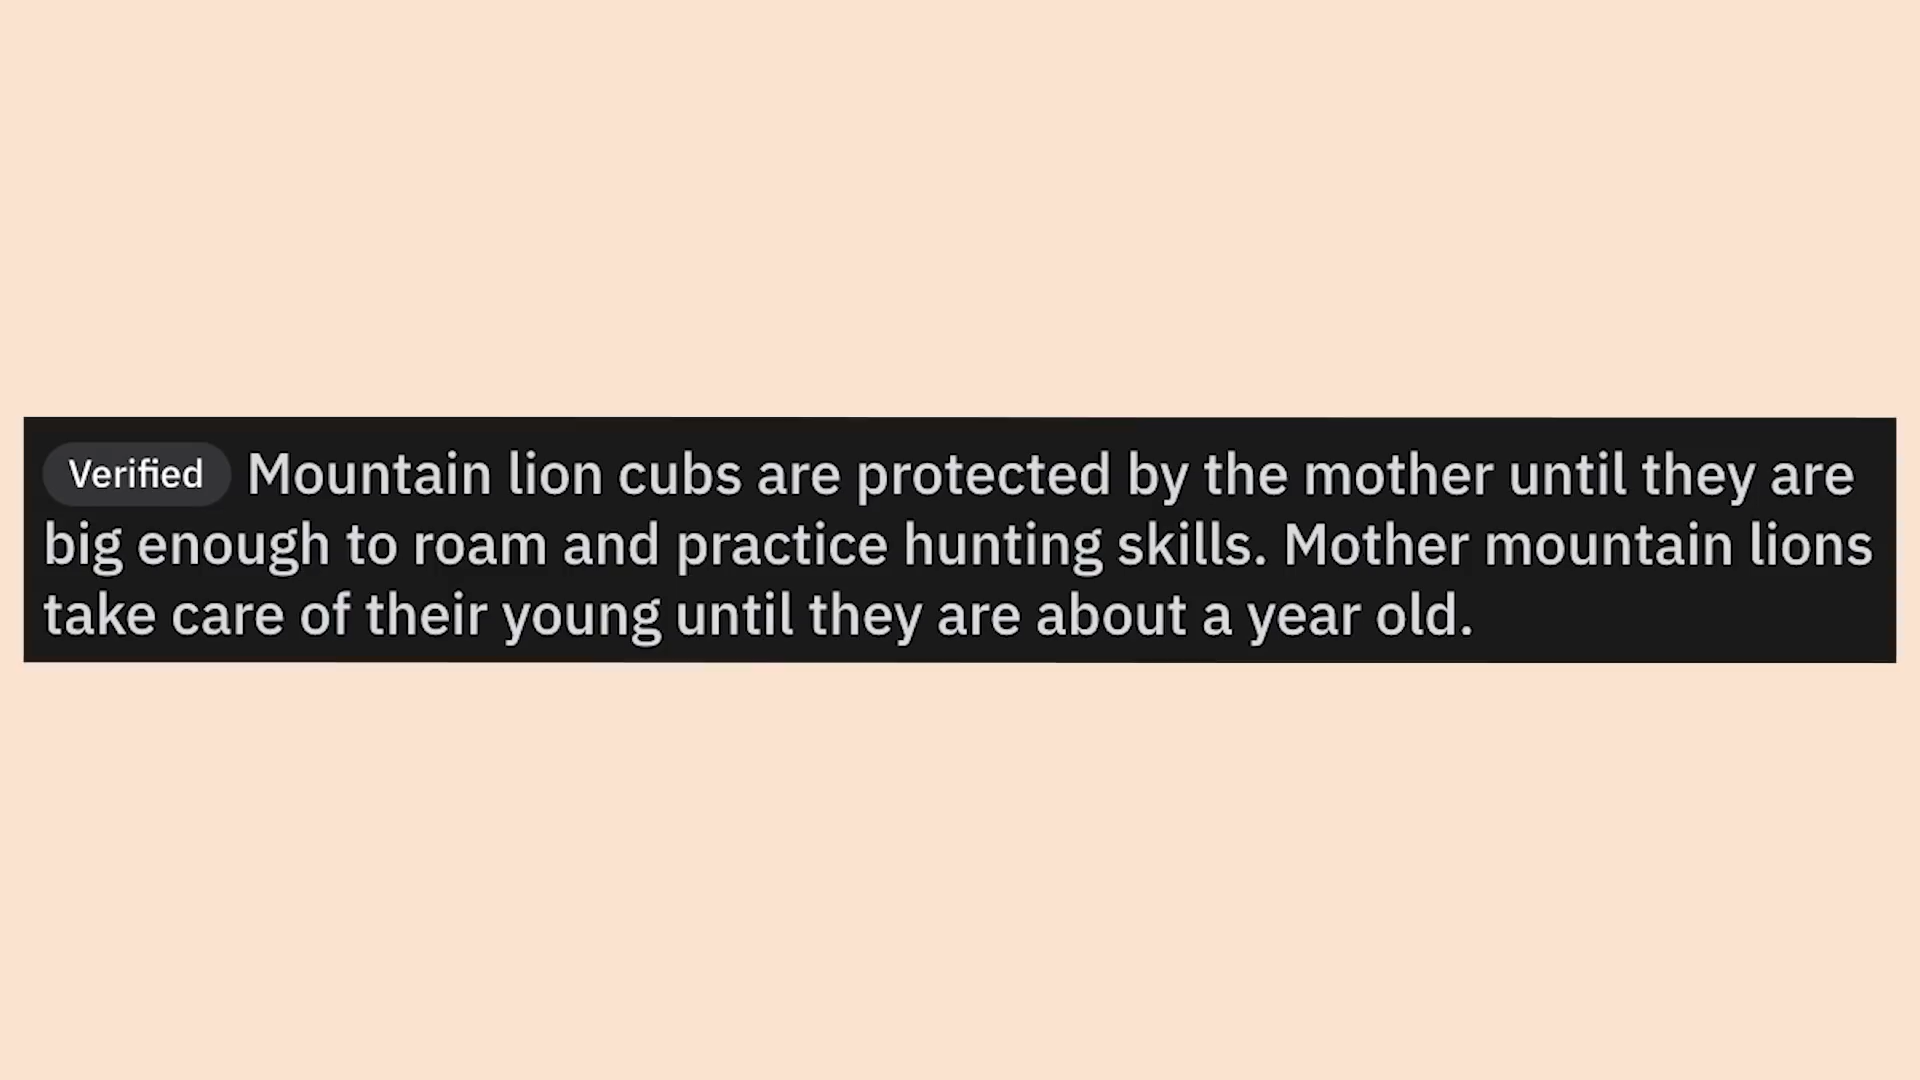 Verified Mountain lion cubs are protected by the mother until they are
big enough to roam and practice hunting skills. Mother mountain lions
take care of their young until they are about a year old.